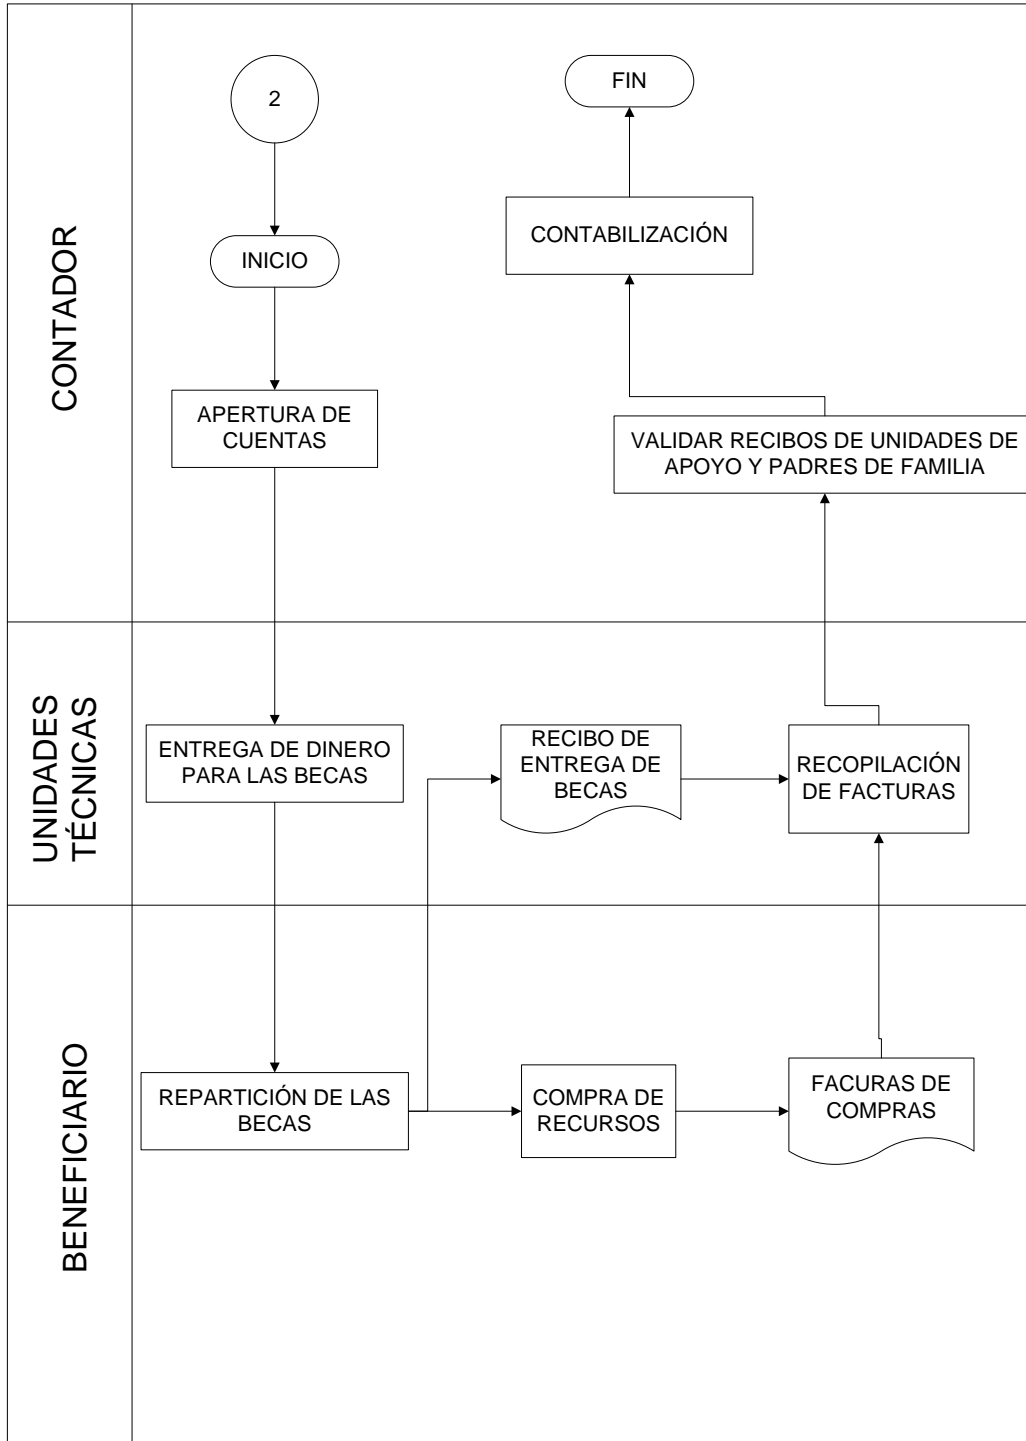 CONTADOR
2
INICIO
APERTURA DE
CUENTAS
FIN
CONTABILIZACIÓN
VALIDAR RECIBOS DE UNIDADES DE
APOYO Y PADRES DE FAMILIA
UNIDADES
TÉCNICAS
ENTREGA DE DINERO
PARA LAS BECAS
RECIBO DE
ENTREGA DE
BECAS
RECOPILACIÓN
DE FACTURAS
BENEFICIARIO
REPARTICIÓN DE LAS
BECAS
COMPRA DE
RECURSOS
FACURAS DE
COMPRAS